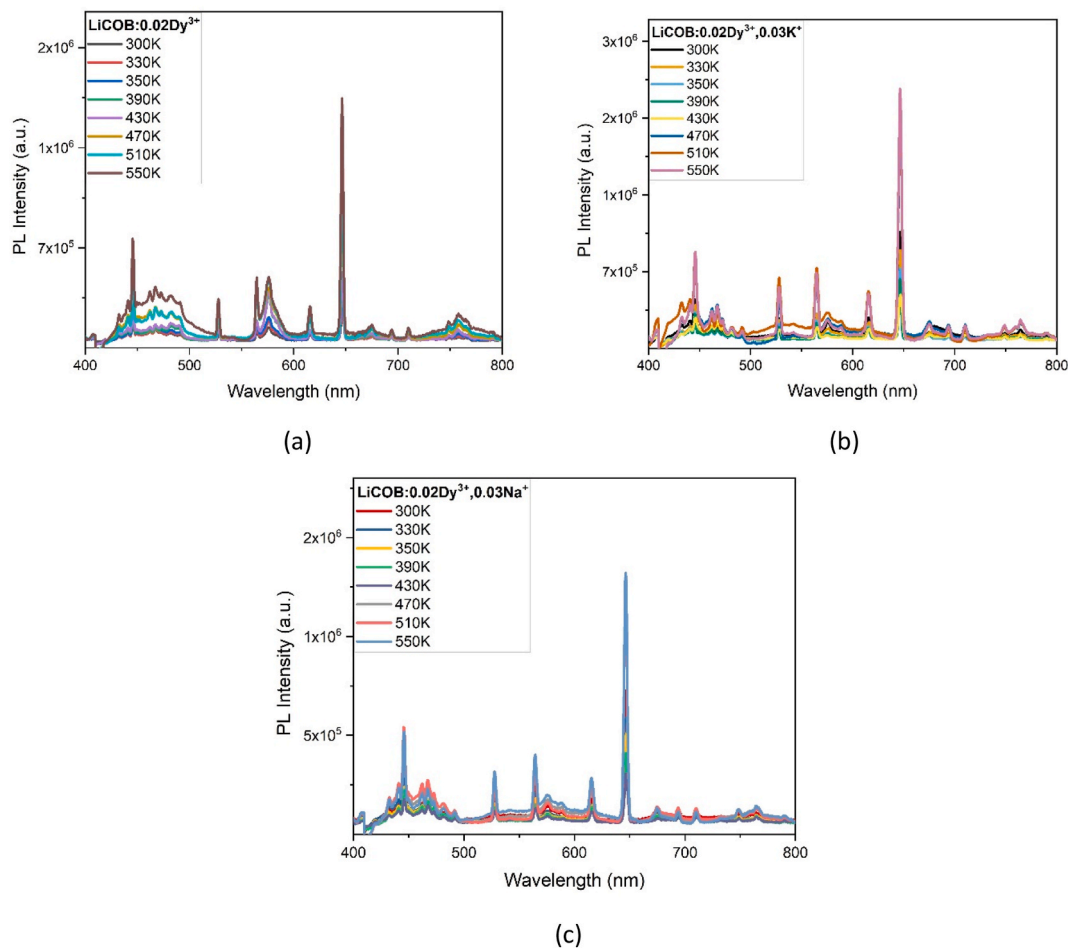 LiCOB:0.02Dy³⁺
300K
330K
350K
390K
430K
470K
510K
550K
2x10⁶
1x10⁶
7x10⁵
PL Intensity (a.u.)
400 500 600 700 800
Wavelength (nm)
(a)
LiCOB:0.02Dy³⁺,0.03K⁺
300K
330K
350K
390K
430K
470K
510K
550K
3x10⁶
2x10⁶
1x10⁶
7x10⁵
PL Intensity (a.u.)
400 500 600 700 800
Wavelength (nm)
(b)
LiCOB:0.02Dy³⁺,0.03Na⁺
300K
330K
350K
390K
430K
470K
510K
550K
2x10⁶
1x10⁶
5x10⁵
PL Intensity (a.u.)
400 500 600 700 800
Wavelength (nm)
(c)